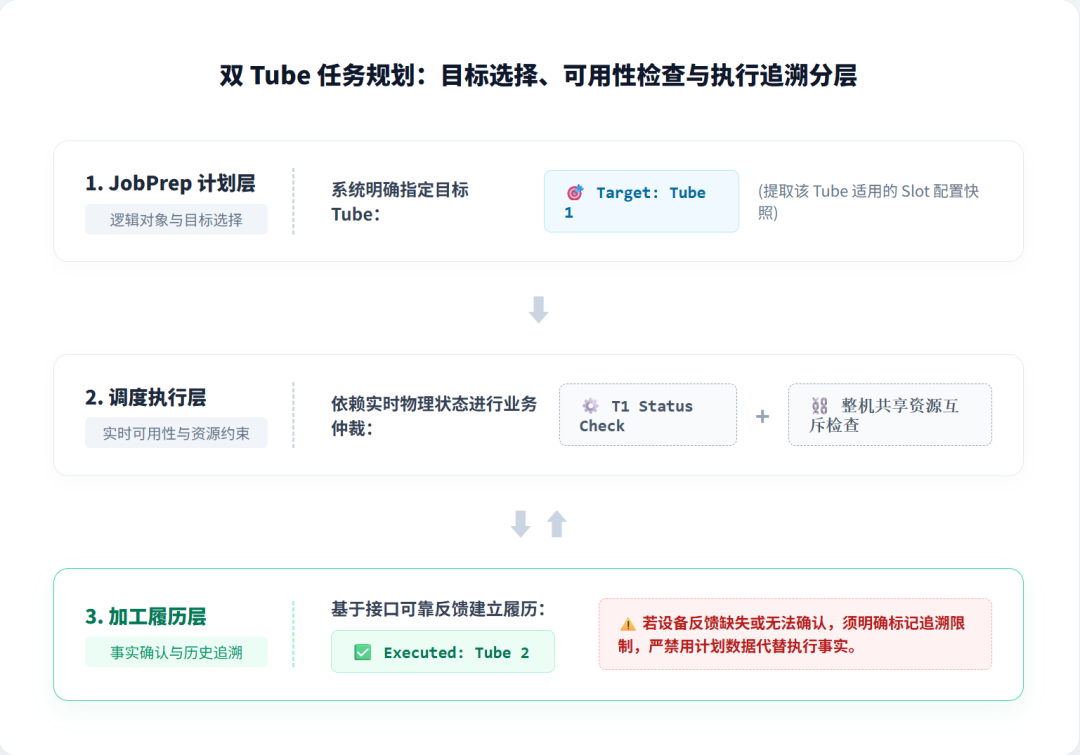 双 Tube 任务规划：目标选择、可用性检查与执行追溯分层
1. JobPrep 计划层
逻辑对象与目标选择
系统明确指定目标
Tube：
Target: Tube
1
(提取该 Tube 适用的 Slot 配置快
照)
2. 调度执行层
实时可用性与资源约束
依赖实时物理状态进行业务
仲裁：
T1 Status
Check
+
整机共享资源互
斥检查
3. 加工履历层
事实确认与历史追溯
基于接口可靠反馈建立履历：
Executed: Tube 2
若设备反馈缺失或无法确认，须明确标记追溯限
制，严禁用计划数据代替执行事实。